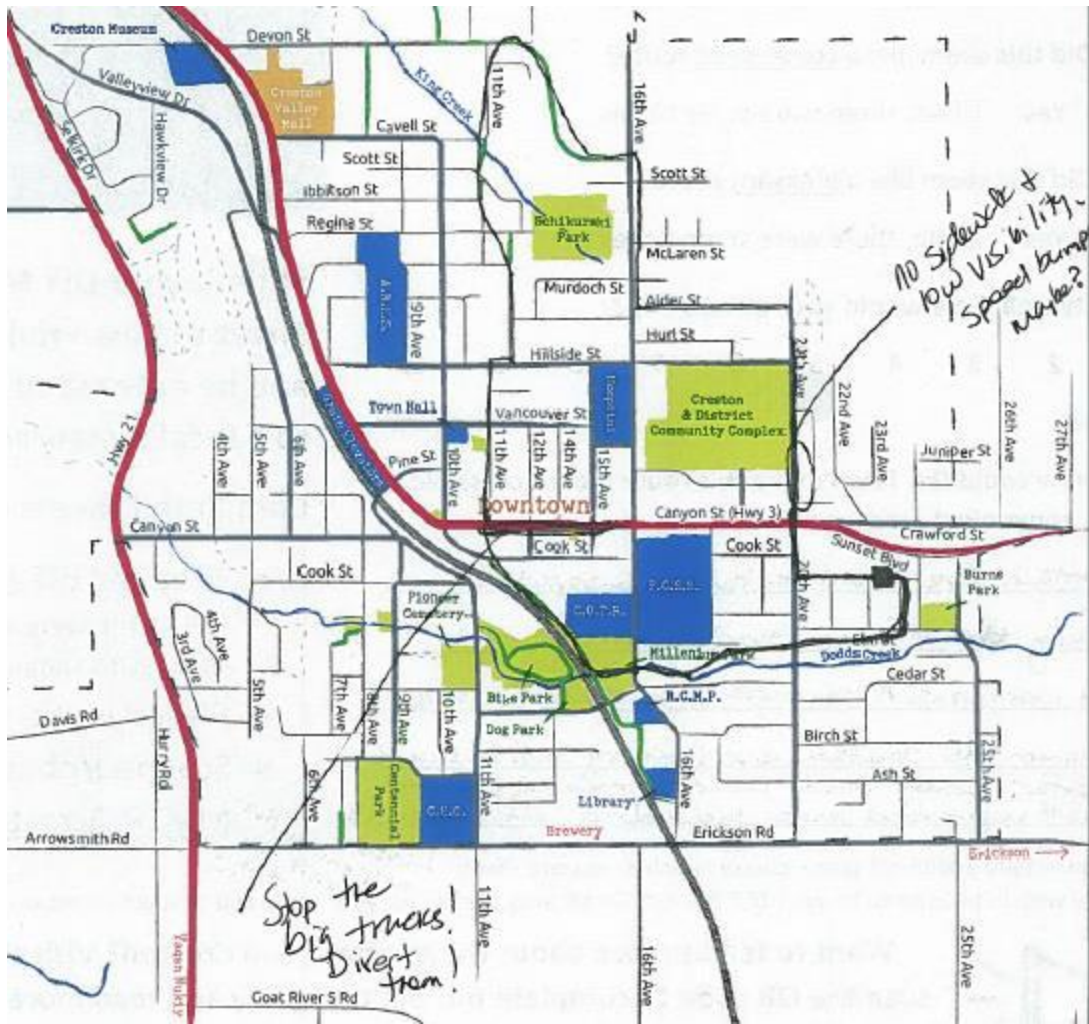 Creston Museum
Devon St
Valleyview Dr
Selkirk Dr
Hawkview Dr
Creston Valley Mall
King Creek
11th Ave
16th Ave
Cavell St
Scott St
Scott St
Ibbitson St
Regina St
Schikurski Park
McLaren St
no sidewalk &
low visibility.
speed bump
maybe?
Murdoch St
Alder St
9th Ave
Hurl St
Hillside St
Hospital
Creston & District Community Complex
22nd Ave
23rd Ave
26th Ave
27th Ave
Juniper St
Hwy 21
Town Hall
Vancouver St
Pine St
4th Ave
5th Ave
6th Ave
10th Ave
11th Ave
12th Ave
14th Ave
15th Ave
Downtown
Canyon St (Hwy 3)
Crawford St
Canyon St
Cook St
Cook St
Cook St
Sunset Blvd
20th Ave
Burns Park
Pioneer Cemetery
C.O.T.R.
4th Ave
3rd Ave
Millenium Park
Dodds Creek
Cedar St
5th Ave
7th Ave
8th Ave
9th Ave
10th Ave
Bike Park
R.C.M.P.
Davis Rd
Dog Park
Birch St
Ash St
25th Ave
6th Ave
Centennial Park
11th Ave
Library
19th Ave
Brewery
Arrowsmith Rd
Erickson Rd
Erickson
Stop the
big trucks!
Divert
them!
11th Ave
16th Ave
25th Ave
Goat River S Rd